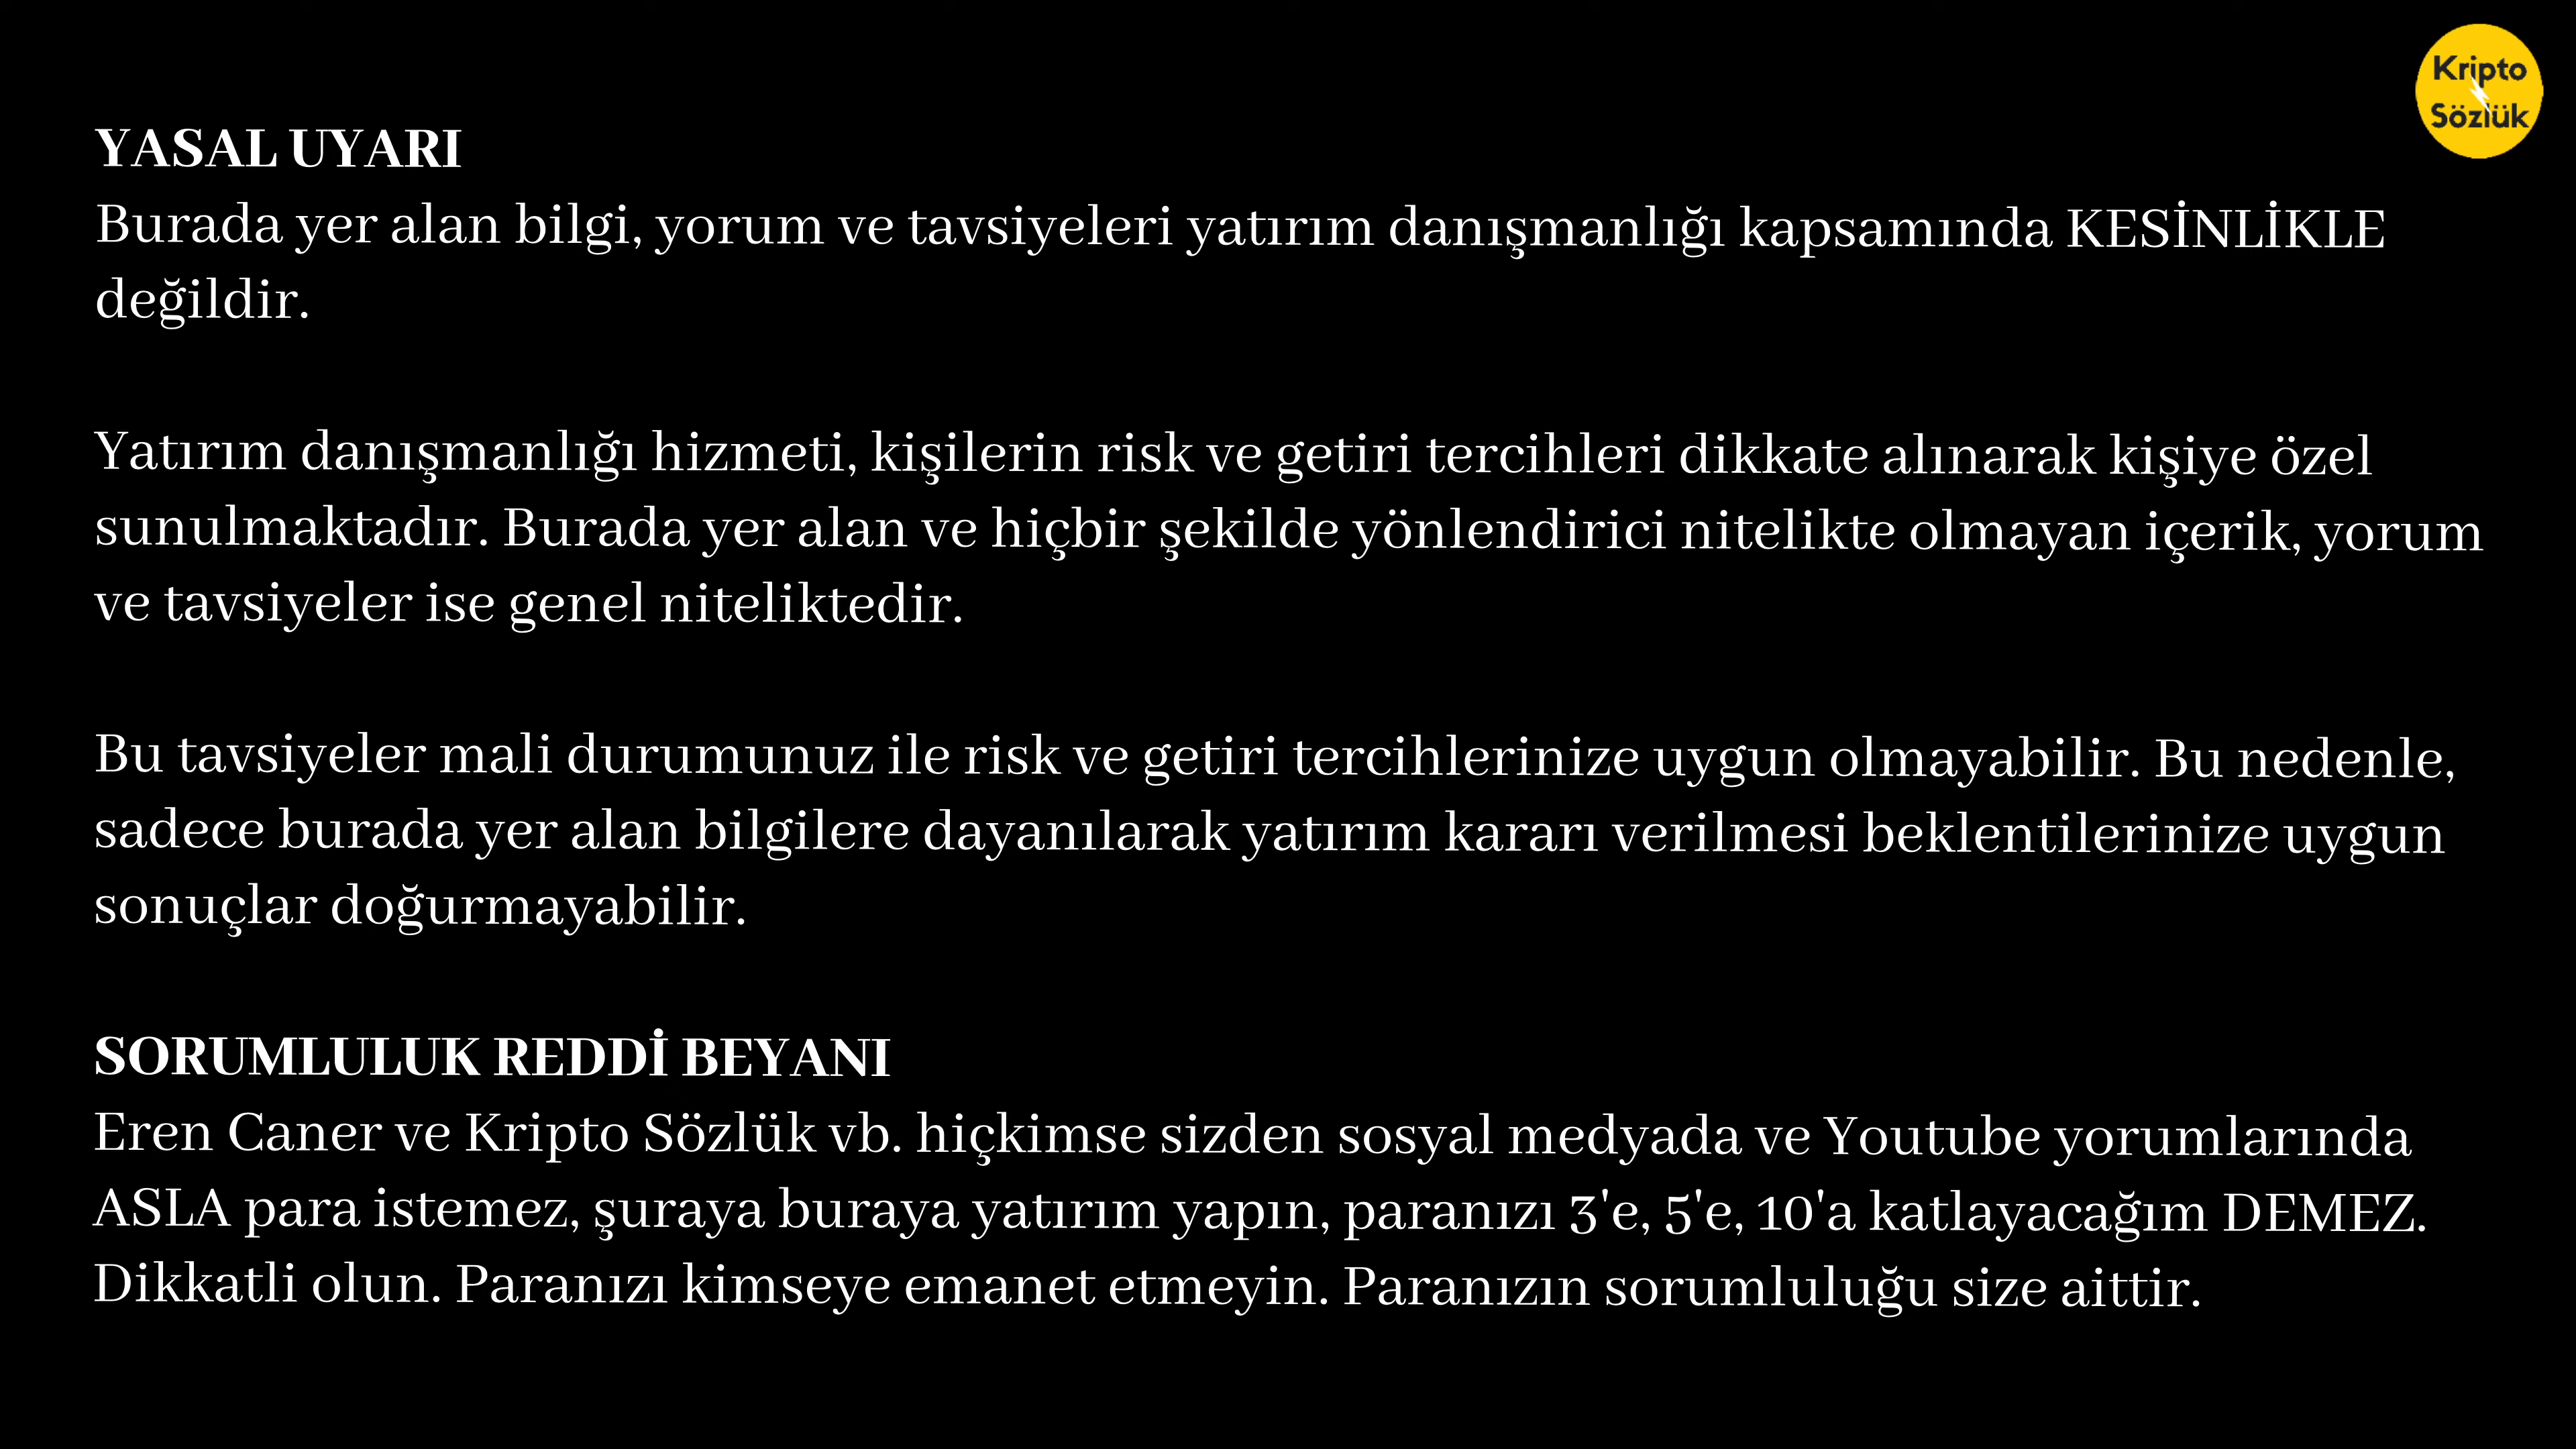 Kripto
Sözlük
YASAL UYARI
Burada yer alan bilgi, yorum ve tavsiyeleri yatırım danışmanlığı kapsamında KESİNLİKLE
değildir.
Yatırım danışmanlığı hizmeti, kişilerin risk ve getiri tercihleri dikkate alınarak kişiye özel
sunulmaktadır. Burada yer alan ve hiçbir şekilde yönlendirici nitelikte olmayan içerik, yorum
ve tavsiyeler ise genel niteliktedir.
Bu tavsiyeler mali durumunuz ile risk ve getiri tercihlerinize uygun olmayabilir. Bu nedenle,
sadece burada yer alan bilgilere dayanılarak yatırım kararı verilmesi beklentilerinize uygun
sonuçlar doğurmayabilir.
SORUMLULUK REDDİ BEYANI
Eren Caner ve Kripto Sözlük vb. hiçkimse sizden sosyal medyada ve Youtube yorumlarında
ASLA para istemez, şuraya buraya yatırım yapın, paranızı 3'e, 5'e, 10'a katlayacağım DEMEZ.
Dikkatli olun. Paranızı kimseye emanet etmeyin. Paranızın sorumluluğu size aittir.